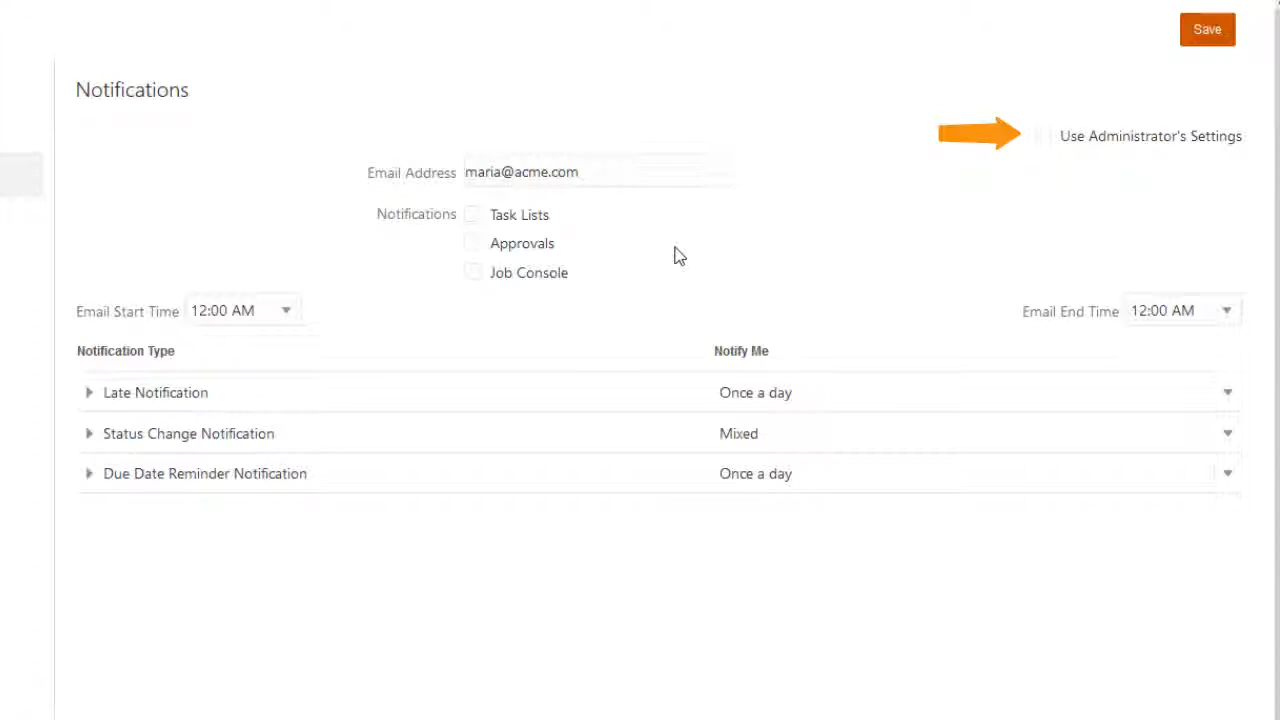 Save
Notifications
Use Administrator's Settings
Email Address maria@acme.com
Notifications Task Lists
Approvals
Job Console
Email Start Time 12:00 AM Email End Time 12:00 AM
Notification Type Notify Me
Late Notification Once a day
Status Change Notification Mixed
Due Date Reminder Notification Once a day